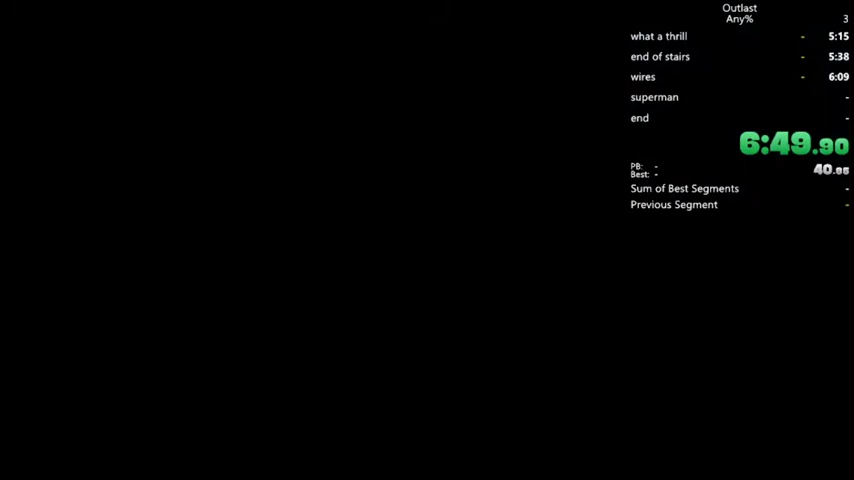 Outlast
Any% 3
what a thrill - 5:15
end of stairs - 5:38
wires - 6:09
superman -
end -
6:49.90
PB: - 40.95
Best: -
Sum of Best Segments -
Previous Segment -